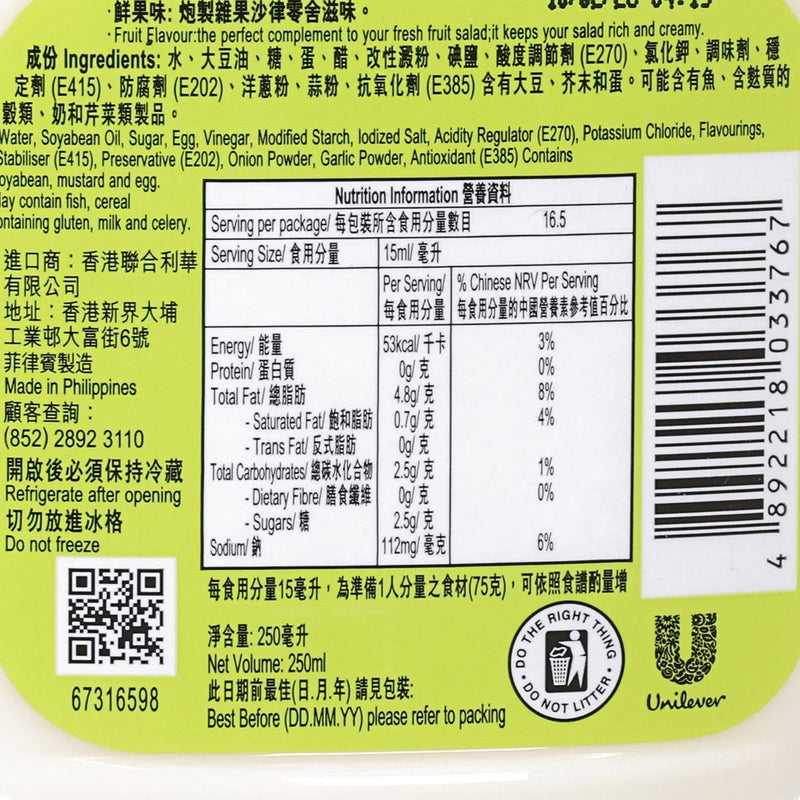 ·鮮果味: 炮製雜果沙律零舍滋味。
·Fruit Flavour:the perfect complement to your fresh fruit salad;it keeps your salad rich and creamy.
成份 Ingredients: 水、大豆油、糖、蛋、醋、改性澱粉、碘鹽、酸度調節劑 (E270)、氯化鉀、調味劑、穩
定劑 (E415)、防腐劑 (E202)、洋蔥粉、蒜粉、抗氧化劑 (E385) 含有大豆、芥末和蛋。可能含有魚、含麩質的
穀類、奶和芹菜類製品。
Water, Soyabean Oil, Sugar, Egg, Vinegar, Modified Starch, Iodized Salt, Acidity Regulator (E270), Potassium Chloride, Flavourings,
Stabiliser (E415), Preservative (E202), Onion Powder, Garlic Powder, Antioxidant (E385) Contains
oyabean, mustard and egg.
ay contain fish, cereal
ontaining gluten, milk and celery.
進口商：香港聯合利華
有限公司
地址：香港新界大埔
工業邨大富街6號
菲律賓製造
Made in Philippines
顧客查詢：
(852) 2892 3110
開啟後必須保持冷藏
Refrigerate after opening
切勿放進冰格
Do not freeze
67316598
Nutrition Information 營養資料
Serving per package/ 每包裝所含食用分量數目 16.5
Serving Size/ 食用分量 15ml/ 毫升
Per Serving/ % Chinese NRV Per Serving
每食用分量 每食用分量的中國營養素參考值百分比
Energy/ 能量 53kcal/ 千卡 3%
Protein/ 蛋白質 0g/ 克 0%
Total Fat/ 總脂肪 4.8g/ 克 8%
- Saturated Fat/ 飽和脂肪 0.7g/ 克 4%
- Trans Fat/ 反式脂肪 0g/ 克
Total Carbohydrates/ 總碳水化合物 2.5g/ 克 1%
- Dietary Fibre/ 膳食纖維 0g/ 克 0%
- Sugars/ 糖 2.5g/ 克
Sodium/ 鈉 112mg/ 毫克 6%
每食用分量15毫升，為準備1人分量之食材(75克)，可依照食譜酌量增
淨含量: 250毫升
Net Volume: 250ml
此日期前最佳(日.月.年) 請見包裝:
Best Before (DD.MM.YY) please refer to packing
DO THE RIGHT THING
• DO NOT LITTER •
Unilever
4 892218 033767